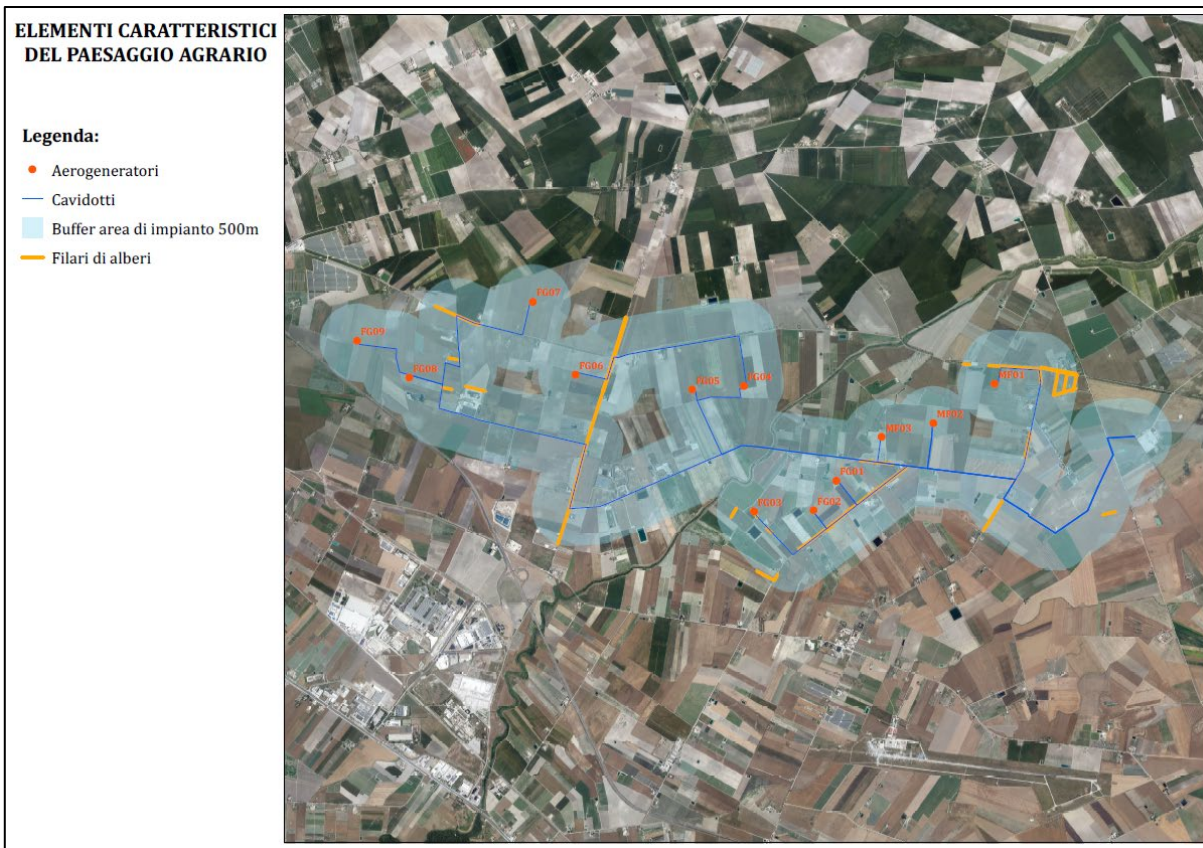 ELEMENTI CARATTERISTICI
DEL PAESAGGIO AGRARIO
Legenda:
Aerogeneratori
Cavidotti
Buffer area di impianto 500m
Filari di alberi
FG07
FG09
FG08
FG06
FG05
FG04
MF01
MF02
MF03
FG01
FG03
FG02